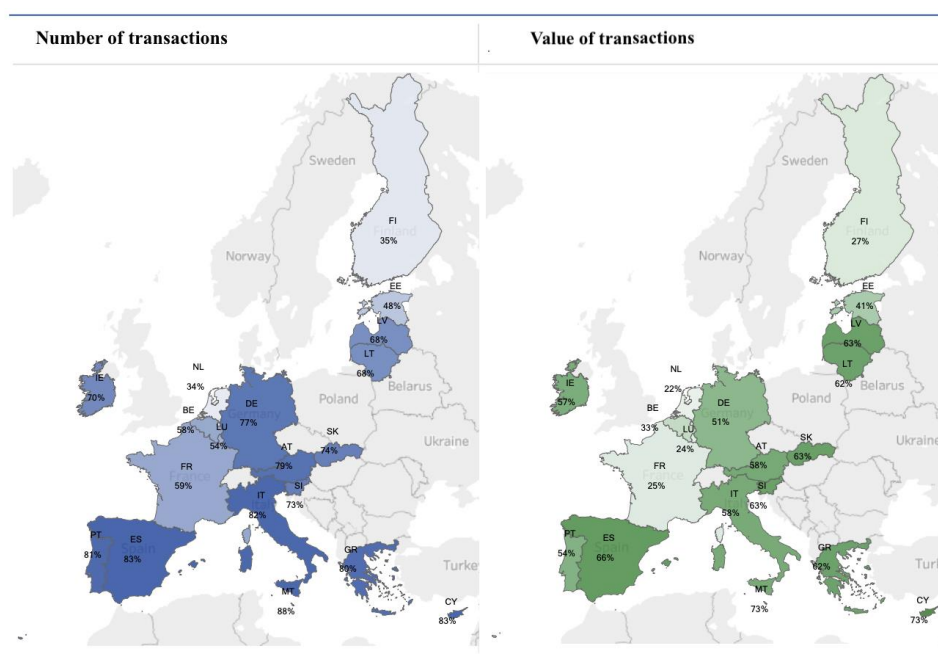 Number of transactions
Value of transactions
Sweden
FI
Finland
35%
Norway
EE
48%
LV
68%
LT
68%
Belarus
IE
70%
NL
34%
Poland
BE
58%
DE
Germany
77%
LU
54%
SK
74%
Ukraine
AT
79%
FR
France
59%
SI
73%
IT
82%
PT
81%
ES
Spain
83%
GR
80%
Turke
MT
88%
CY
83%
Sweden
FI
Finland
27%
Norway
EE
41%
LV
63%
LT
62%
Belarus
IE
57%
NL
22%
Poland
BE
33%
DE
Germany
51%
LU
24%
SK
63%
Ukraine
AT
58%
FR
France
25%
SI
63%
IT
58%
PT
54%
ES
Spain
66%
GR
62%
Turl
MT
73%
CY
73%